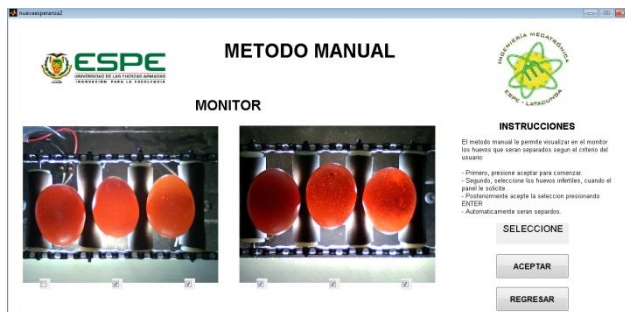 nuevaesperanza2
ESPE
UNIVERSIDAD DE LAS FUERZAS ARMADAS
INNOVACIÓN PARA LA EXCELENCIA
METODO MANUAL
INGENIERÍA MECATRÓNICA
ESPE - LATACUNGA
MONITOR
INSTRUCCIONES
El metodo manual le permite visualizar en el monitor
los huevos que seran separados segun el criterio del
usuario
- Primero, presione aceptar para comenzar.
- Segundo, seleccione los huevos infertiles, cuando el
panel le solicite.
- Posteriormente acepte la seleccion presionando
ENTER
- Automaticamente seran separdos.
SELECCIONE
ACEPTAR
REGRESAR